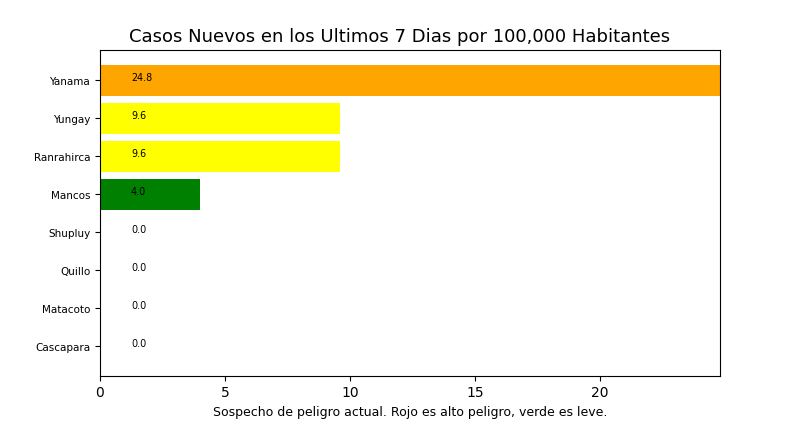 Casos Nuevos en los Ultimos 7 Dias por 100,000 Habitantes
Yanama 24.8
Yungay 9.6
Ranrahirca 9.6
Mancos 4.0
Shupluy 0.0
Quillo 0.0
Matacoto 0.0
Cascapara 0.0
0 5 10 15 20
Sospecho de peligro actual. Rojo es alto peligro, verde es leve.